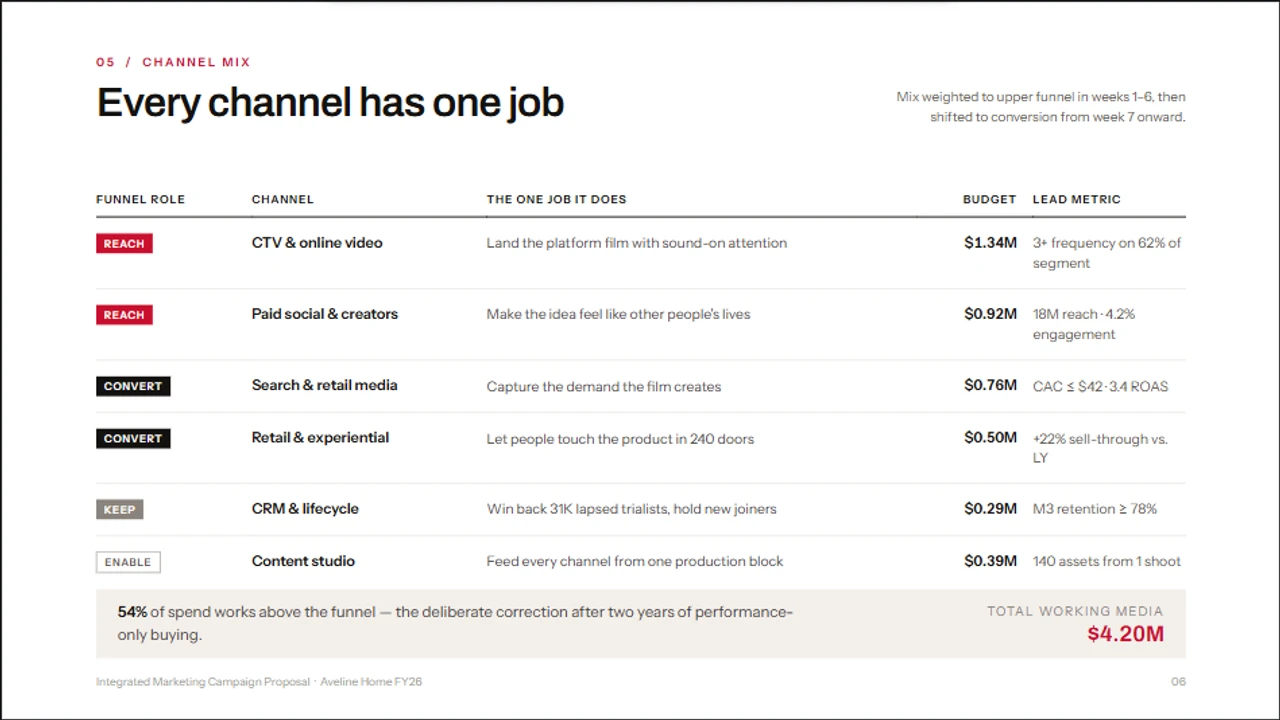 05 / CHANNEL MIX
Every channel has one job
Mix weighted to upper funnel in weeks 1–6, then
shifted to conversion from week 7 onward.
FUNNEL ROLE CHANNEL THE ONE JOB IT DOES BUDGET LEAD METRIC
REACH CTV & online video Land the platform film with sound-on attention $1.34M 3+ frequency on 62% of
segment
REACH Paid social & creators Make the idea feel like other people's lives $0.92M 18M reach · 4.2%
engagement
CONVERT Search & retail media Capture the demand the film creates $0.76M CAC ≤ $42 · 3.4 ROAS
CONVERT Retail & experiential Let people touch the product in 240 doors $0.50M +22% sell-through vs.
LY
KEEP CRM & lifecycle Win back 31K lapsed trialists, hold new joiners $0.29M M3 retention ≥ 78%
ENABLE Content studio Feed every channel from one production block $0.39M 140 assets from 1 shoot
54% of spend works above the funnel — the deliberate correction after two years of performance-
only buying.
TOTAL WORKING MEDIA
$4.20M
Integrated Marketing Campaign Proposal · Aveline Home FY26 06